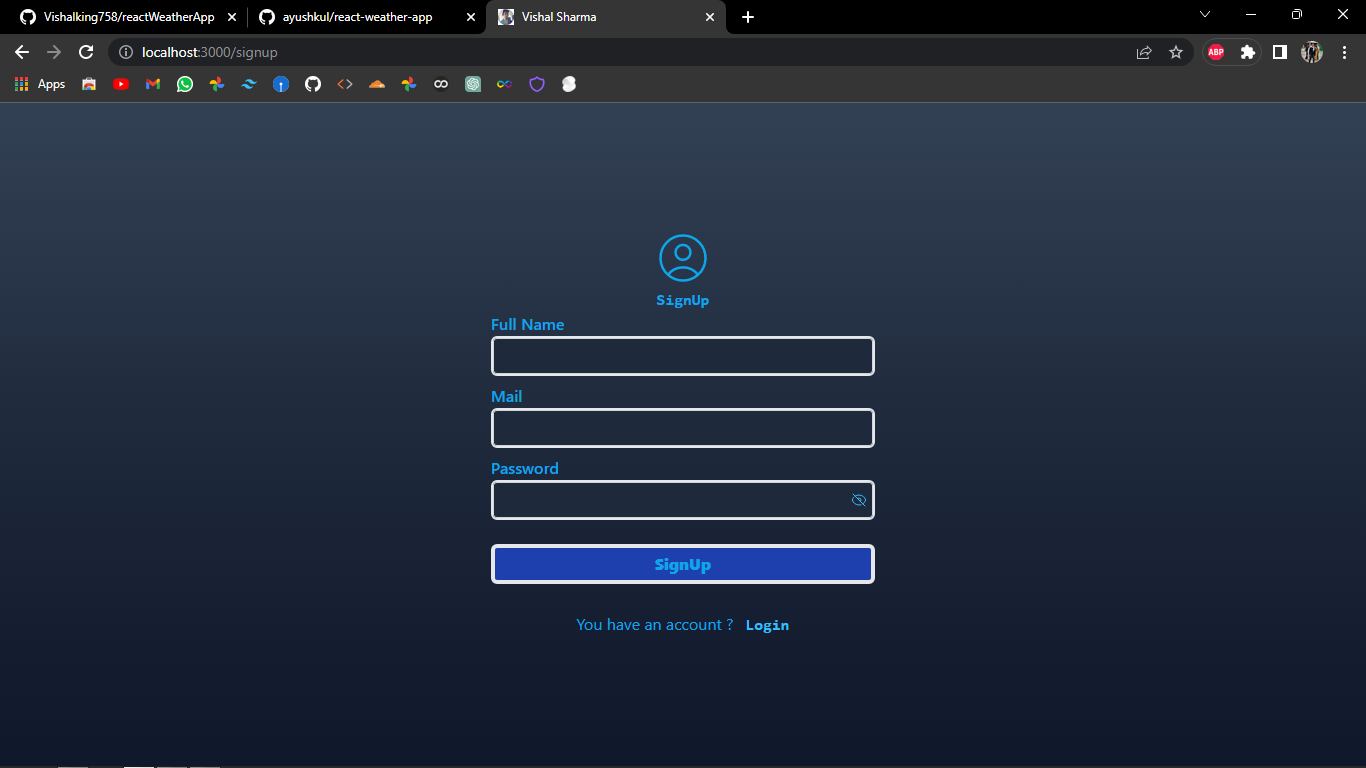 Vishalking758/reactWeatherApp
ayushkul/react-weather-app
Vishal Sharma
localhost:3000/signup
ABP
Apps
SignUp
Full Name
Mail
Password
SignUp
You have an account ? Login